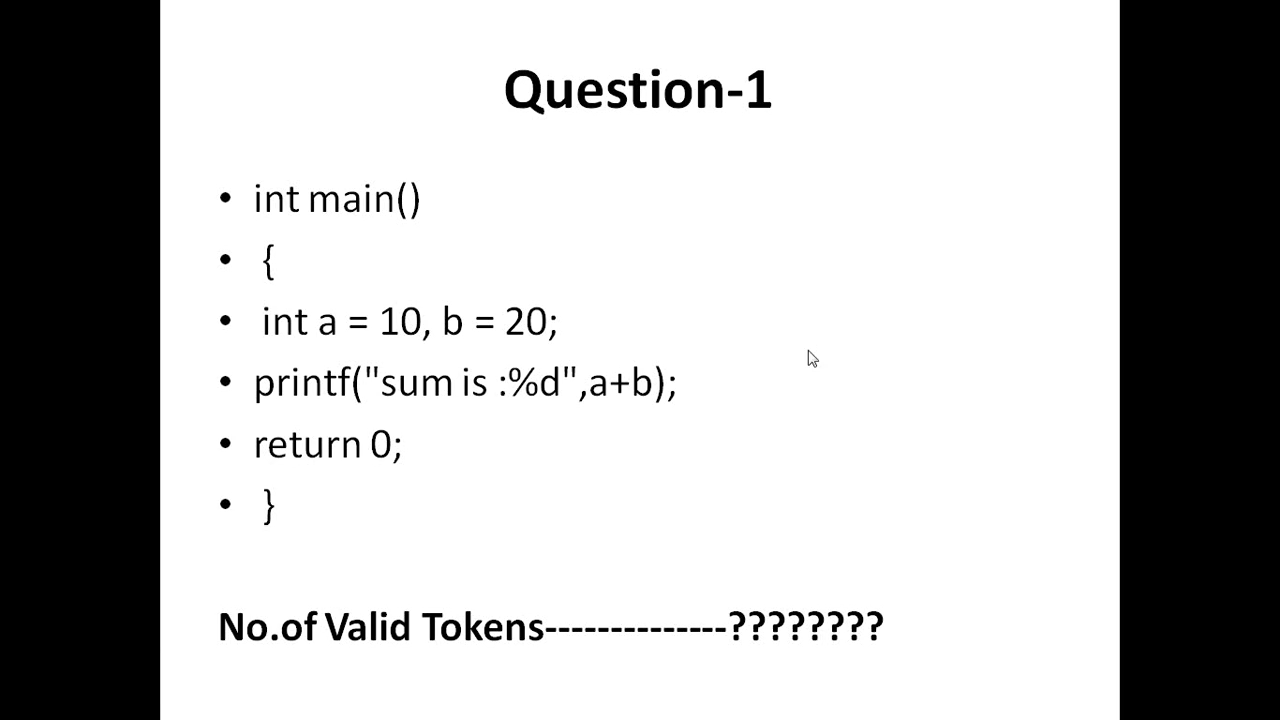 Question-1
• int main()
• {
• int a = 10, b = 20;
• printf("sum is :%d",a+b);
• return 0;
• }
No.of Valid Tokens--------------????????